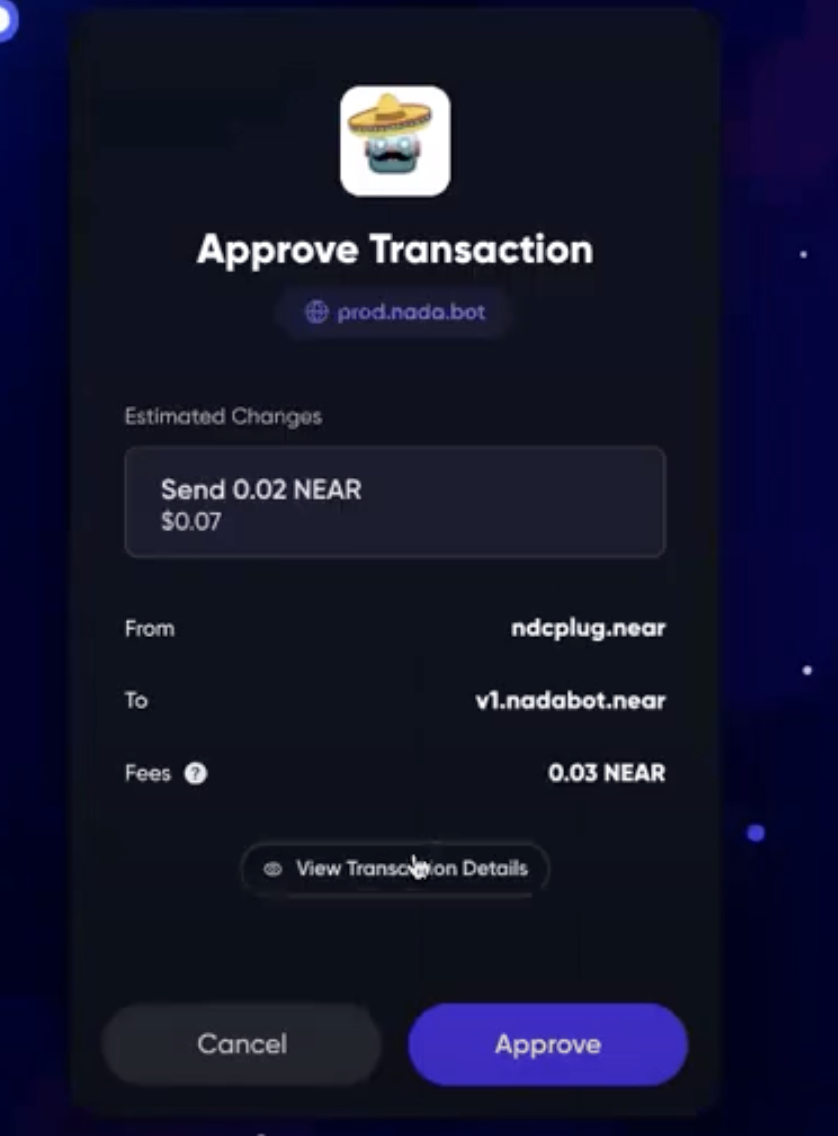 Approve Transaction
prod.nada.bot
Estimated Changes
Send 0.02 NEAR
$0.07
From ndcplug.near
To v1.nadabot.near
Fees ? 0.03 NEAR
View Transaction Details
Cancel Approve